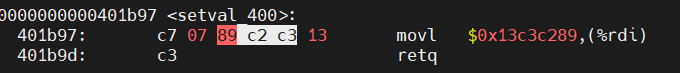 0000000000401b97 <setval_400>:
401b97: c7 07 89 c2 c3 13 movl $0x13c3c289,(%rdi)
401b9d: c3 retq